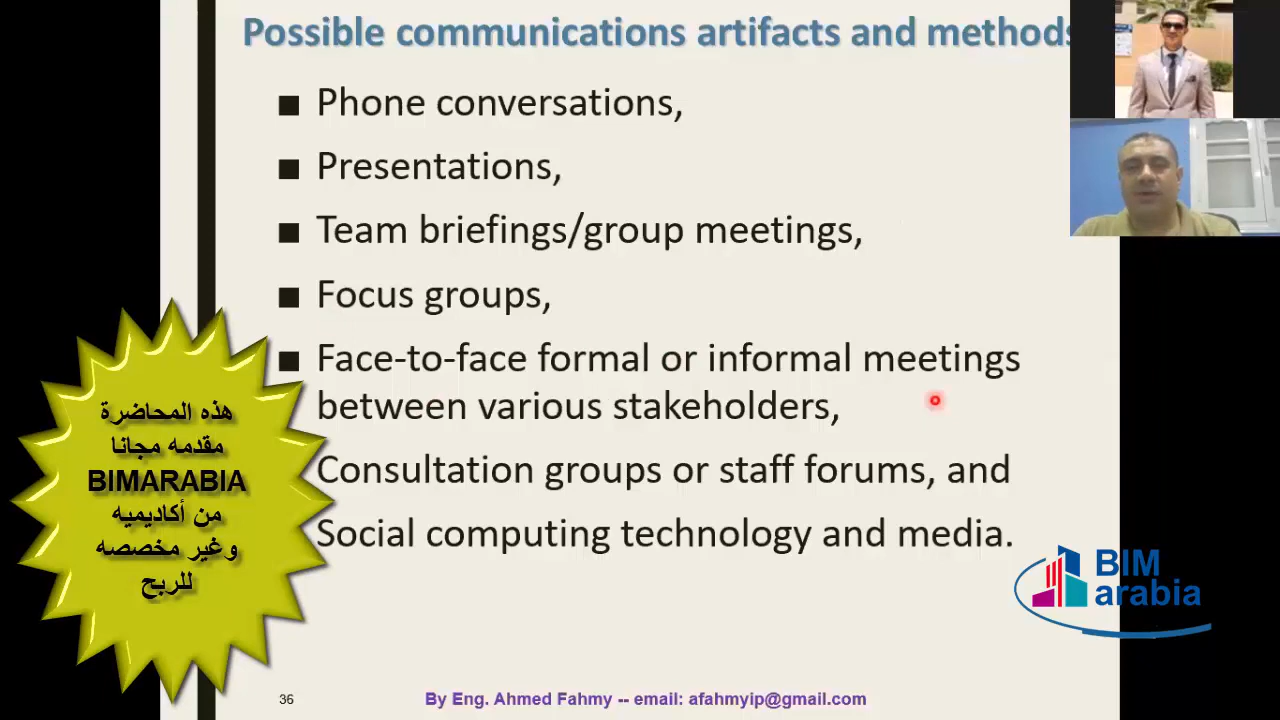 Possible communications artifacts and methods
■ Phone conversations,
■ Presentations,
■ Team briefings/group meetings,
■ Focus groups,
■ Face-to-face formal or informal meetings
between various stakeholders,
Consultation groups or staff forums, and
Social computing technology and media.
هذه المحاضرة
مقدمه مجانا
BIMARABIA
من أكاديميه
وغير مخصصه
للربح
BIM
arabia
36
By Eng. Ahmed Fahmy -- email: afahmyip@gmail.com